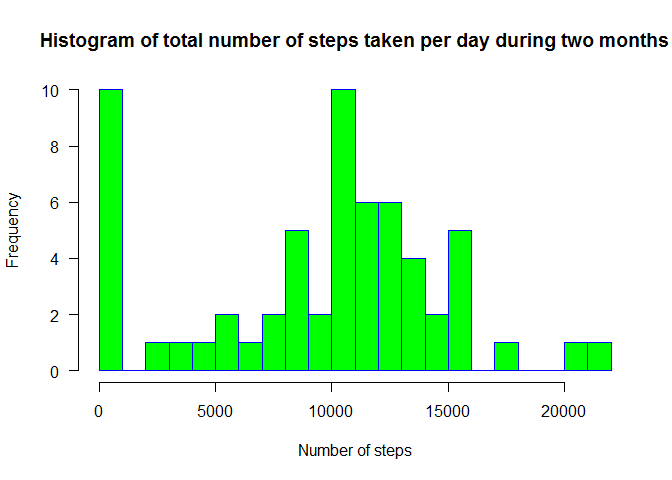 Histogram of total number of steps taken per day during two months
10
8
6
4
2
0
Frequency
0 5000 10000 15000 20000
Number of steps